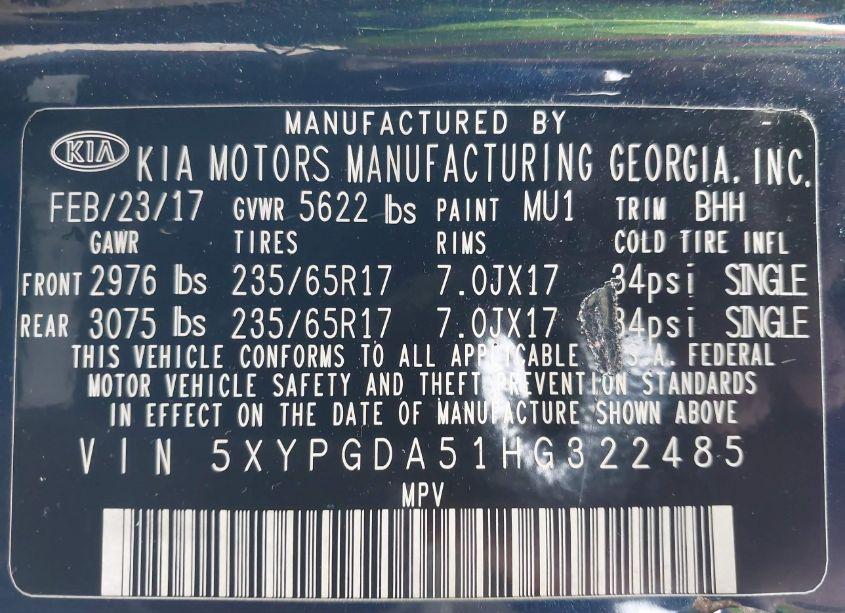 MANUFACTURED BY
KIA KIA MOTORS MANUFACTURING GEORGIA, INC.
FEB/23/17 GVWR 5622 lbs PAINT MU1 TRIM BHH
GAWR TIRES RIMS COLD TIRE INFL
FRONT 2976 lbs 235/65R17 7.0JX17 34psi SINGLE
REAR 3075 lbs 235/65R17 7.0JX17 34psi SINGLE
THIS VEHICLE CONFORMS TO ALL APPLICABLE U.S.A. FEDERAL
MOTOR VEHICLE SAFETY AND THEFT PREVENTION STANDARDS
IN EFFECT ON THE DATE OF MANUFACTURE SHOWN ABOVE
VIN 5XYPGDA51HG322485
MPV